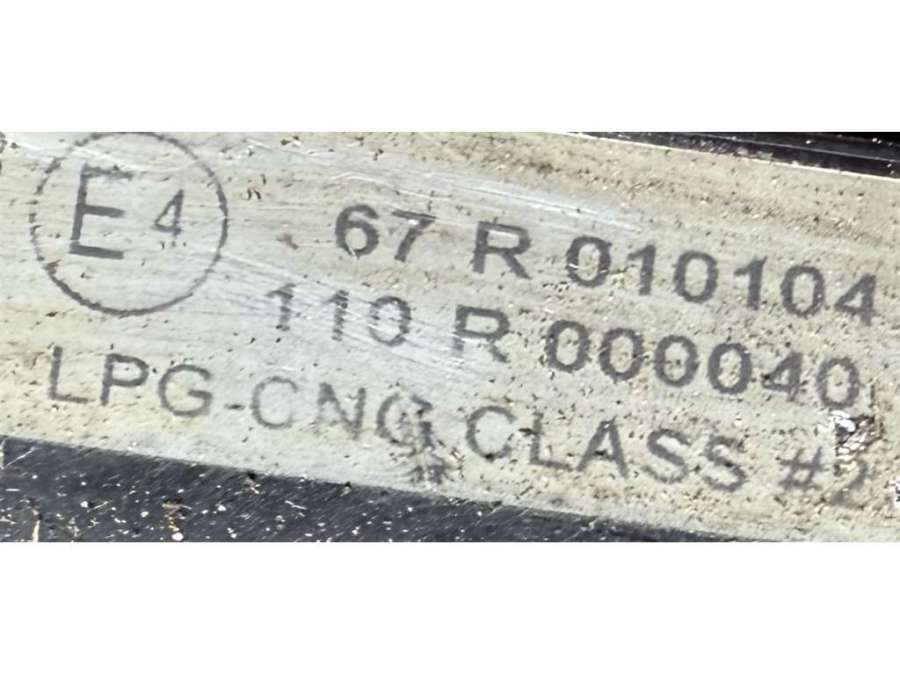 E4
67 R 010104
110 R 000040
LPG-CNG CLASS #2